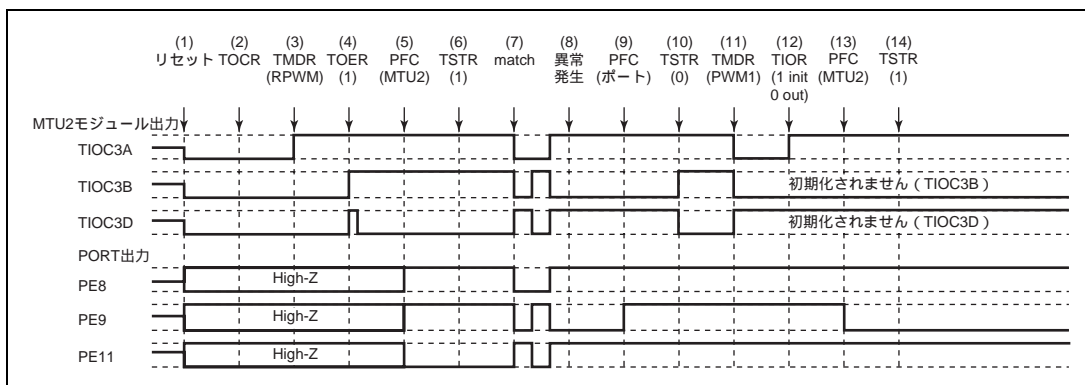 (1) (2) (3) (4) (5) (6) (7) (8) (9) (10) (11) (12) (13) (14)
リセット TOCR TMDR TOER PFC TSTR match 異常 PFC TSTR TMDR TIOR PFC TSTR
(RPWM) (1) (MTU2) (1) 発生 (ポート) (0) (PWM1) (1 init (MTU2) (1)
0 out)
MTU2モジュール出力
TIOC3A
TIOC3B 初期化されません(TIOC3B)
TIOC3D 初期化されません(TIOC3D)
PORT出力
PE8 High-Z
PE9 High-Z
PE11 High-Z